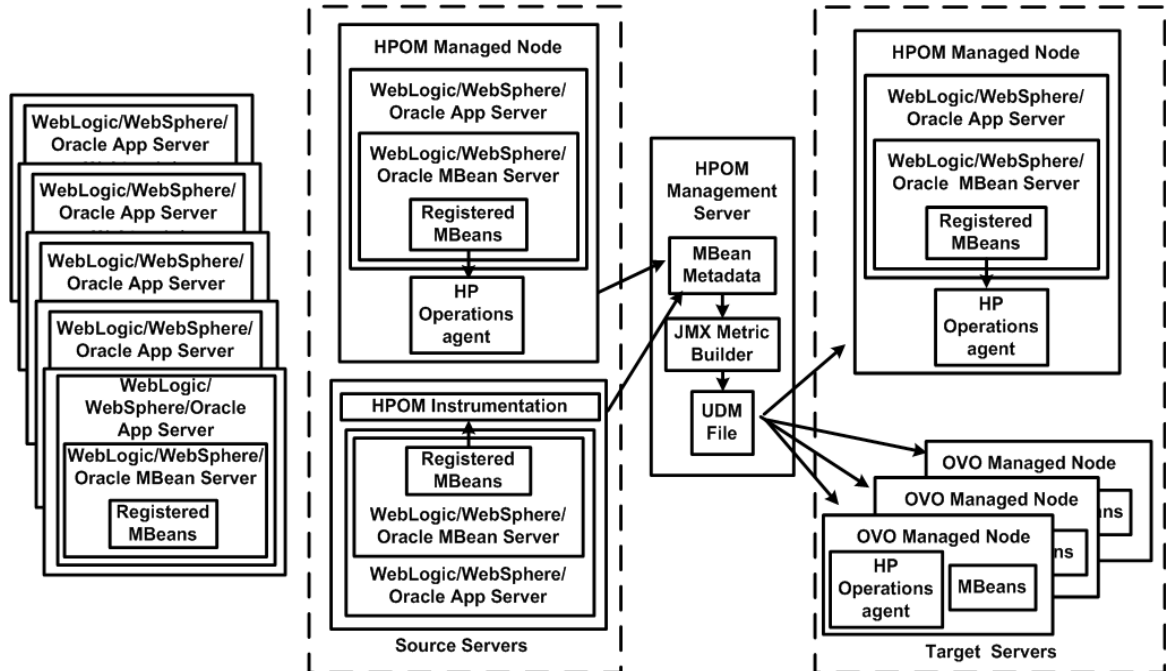 WebLogic/WebSphere/
Oracle App Server
WebLogic/WebSphere/
Oracle App Server
WebLogic/WebSphere/
Oracle App Server
WebLogic/WebSphere/
Oracle App Server
WebLogic/
WebSphere/Oracle
App Server
WebLogic/WebSphere/
Oracle MBean Server
Registered
MBeans
HPOM Managed Node
WebLogic/WebSphere/
Oracle App Server
WebLogic/WebSphere/
Oracle MBean Server
Registered
MBeans
HP
Operations
agent
HPOM Instrumentation
Registered
MBeans
WebLogic/WebSphere/
Oracle MBean Server
WebLogic/WebSphere/
Oracle App Server
Source Servers
HPOM
Management
Server
MBean
Metadata
JMX Metric
Builder
UDM
File
HPOM Managed Node
WebLogic/WebSphere/
Oracle App Server
WebLogic/WebSphere/
Oracle MBean Server
Registered
MBeans
HP
Operations
agent
OVO Managed Node
ans
OVO Managed Node
ns
OVO Managed Node
HP
Operations
agent
MBeans
Target Servers